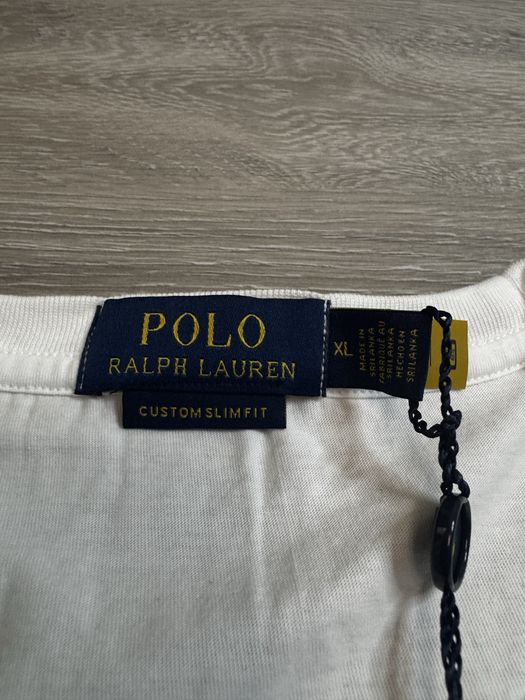 POLO
RALPH LAUREN
CUSTOM SLIM FIT
XL
MADE IN
SRI LANKA
FABRIQUÉ AU
SRI LANKA
HECHO EN
SRI LANKA